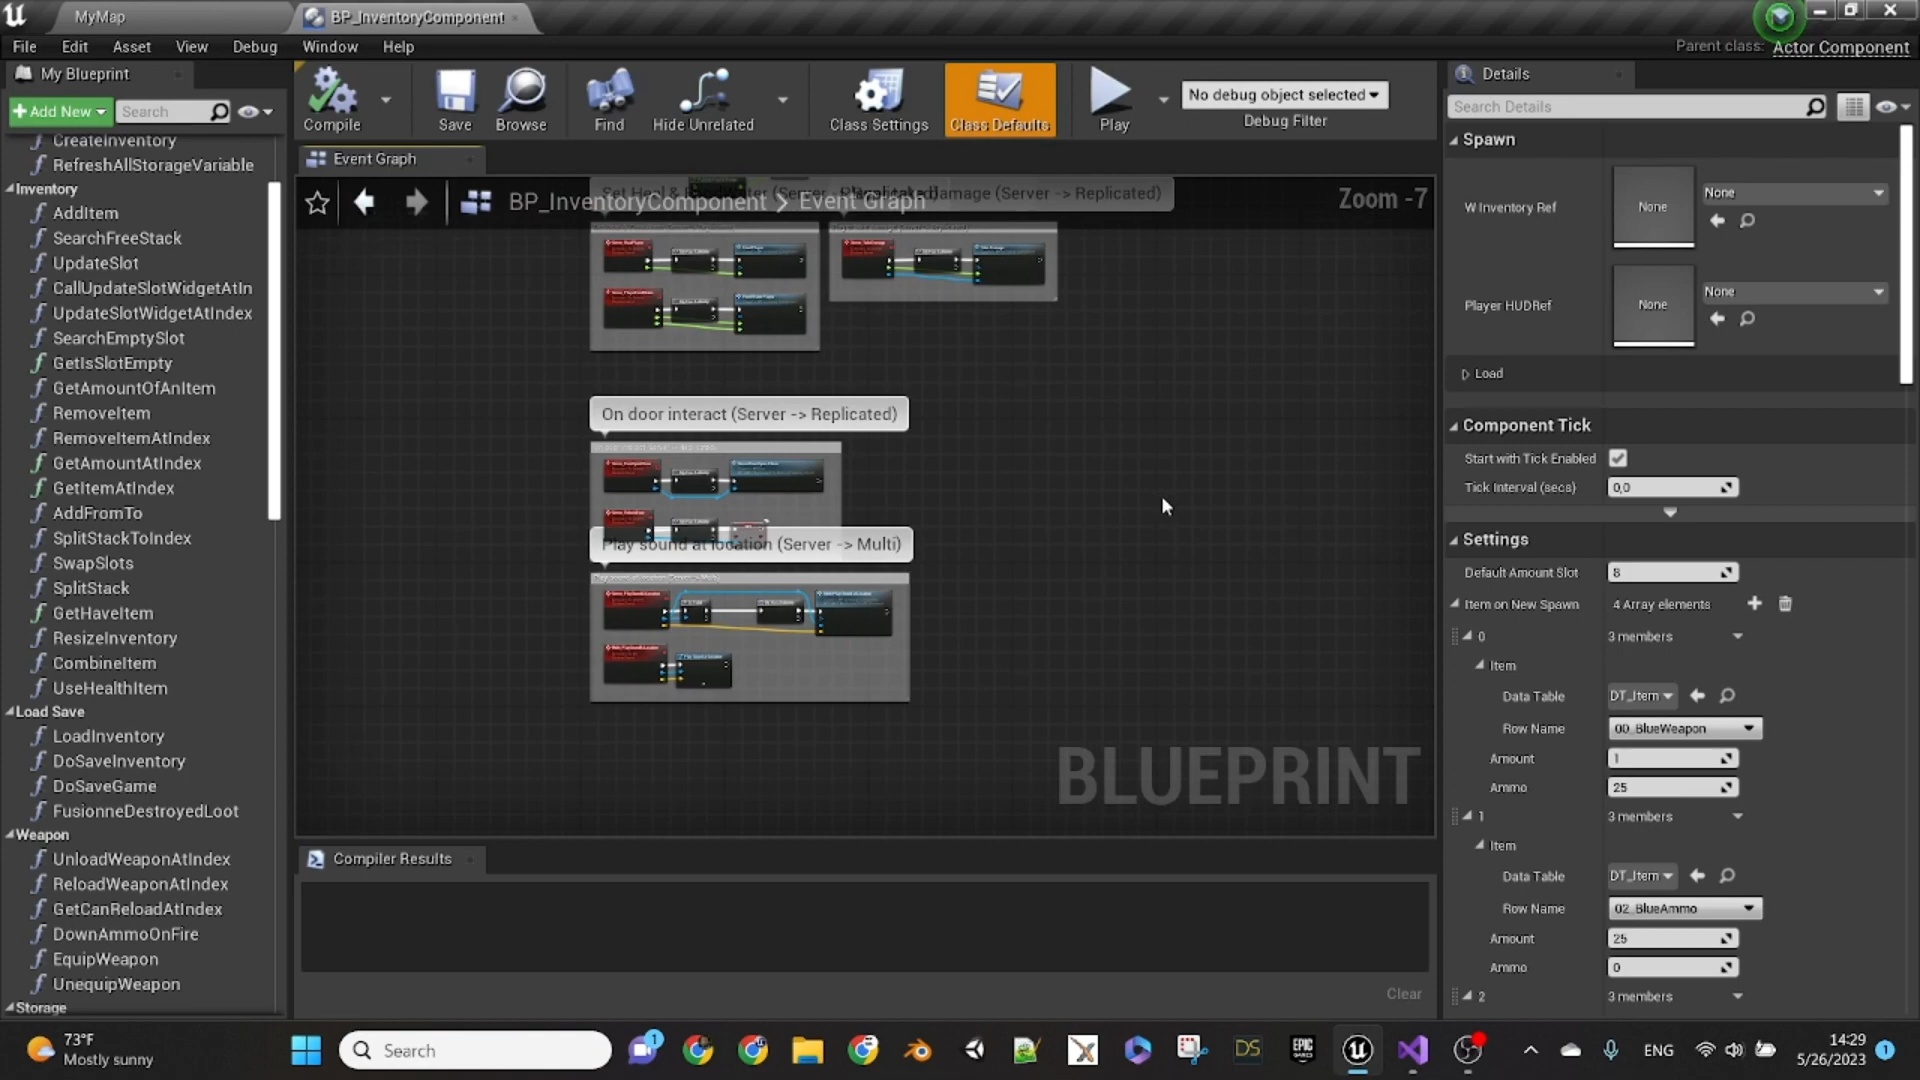 MyMap
BP_InventoryComponent
File
Edit
Asset
View
Debug
Window
Help
Parent class: Actor Component
My Blueprint
Add New
Search
CreateInventory
RefreshAllStorageVariable
Inventory
AddItem
SearchFreeStack
UpdateSlot
CallUpdateSlotWidgetAtIn
UpdateSlotWidgetAtIndex
SearchEmptySlot
GetIsSlotEmpty
GetAmountOfAnItem
RemoveItem
RemoveItemAtIndex
GetAmountAtIndex
GetItemAtIndex
AddFromTo
SplitStackToIndex
SwapSlots
SplitStack
GetHaveItem
ResizeInventory
CombineItem
UseHealthItem
Load Save
LoadInventory
DoSaveInventory
DoSaveGame
FusionneDestroyedLoot
Weapon
UnloadWeaponAtIndex
ReloadWeaponAtIndex
GetCanReloadAtIndex
DownAmmoOnFire
EquipWeapon
UnequipWeapon
Storage
Compile
Save
Browse
Find
Hide Unrelated
Class Settings
Class Defaults
Play
No debug object selected
Debug Filter
Event Graph
BP_InventoryComponent > Event Graph
Zoom -7
Damage (Server -> Replicated)
On door interact (Server -> Replicated)
Play sound at location (Server -> Multi)
BLUEPRINT
Compiler Results
Clear
Details
Search Details
Spawn
W Inventory Ref
None
None
Player HUDRef
None
None
Load
Component Tick
Start with Tick Enabled
Tick Interval (secs)
0,0
Settings
Default Amount Slot
8
Item on New Spawn
4 Array elements
0
3 members
Item
Data Table
DT_Item
Row Name
00_BlueWeapon
Amount
1
Ammo
25
1
3 members
Item
Data Table
DT_Item
Row Name
02_BlueAmmo
Amount
25
Ammo
0
2
3 members
73°F
Mostly sunny
Search
1
DS
EPIC
GAMES
ENG
14:29
5/26/2023
1